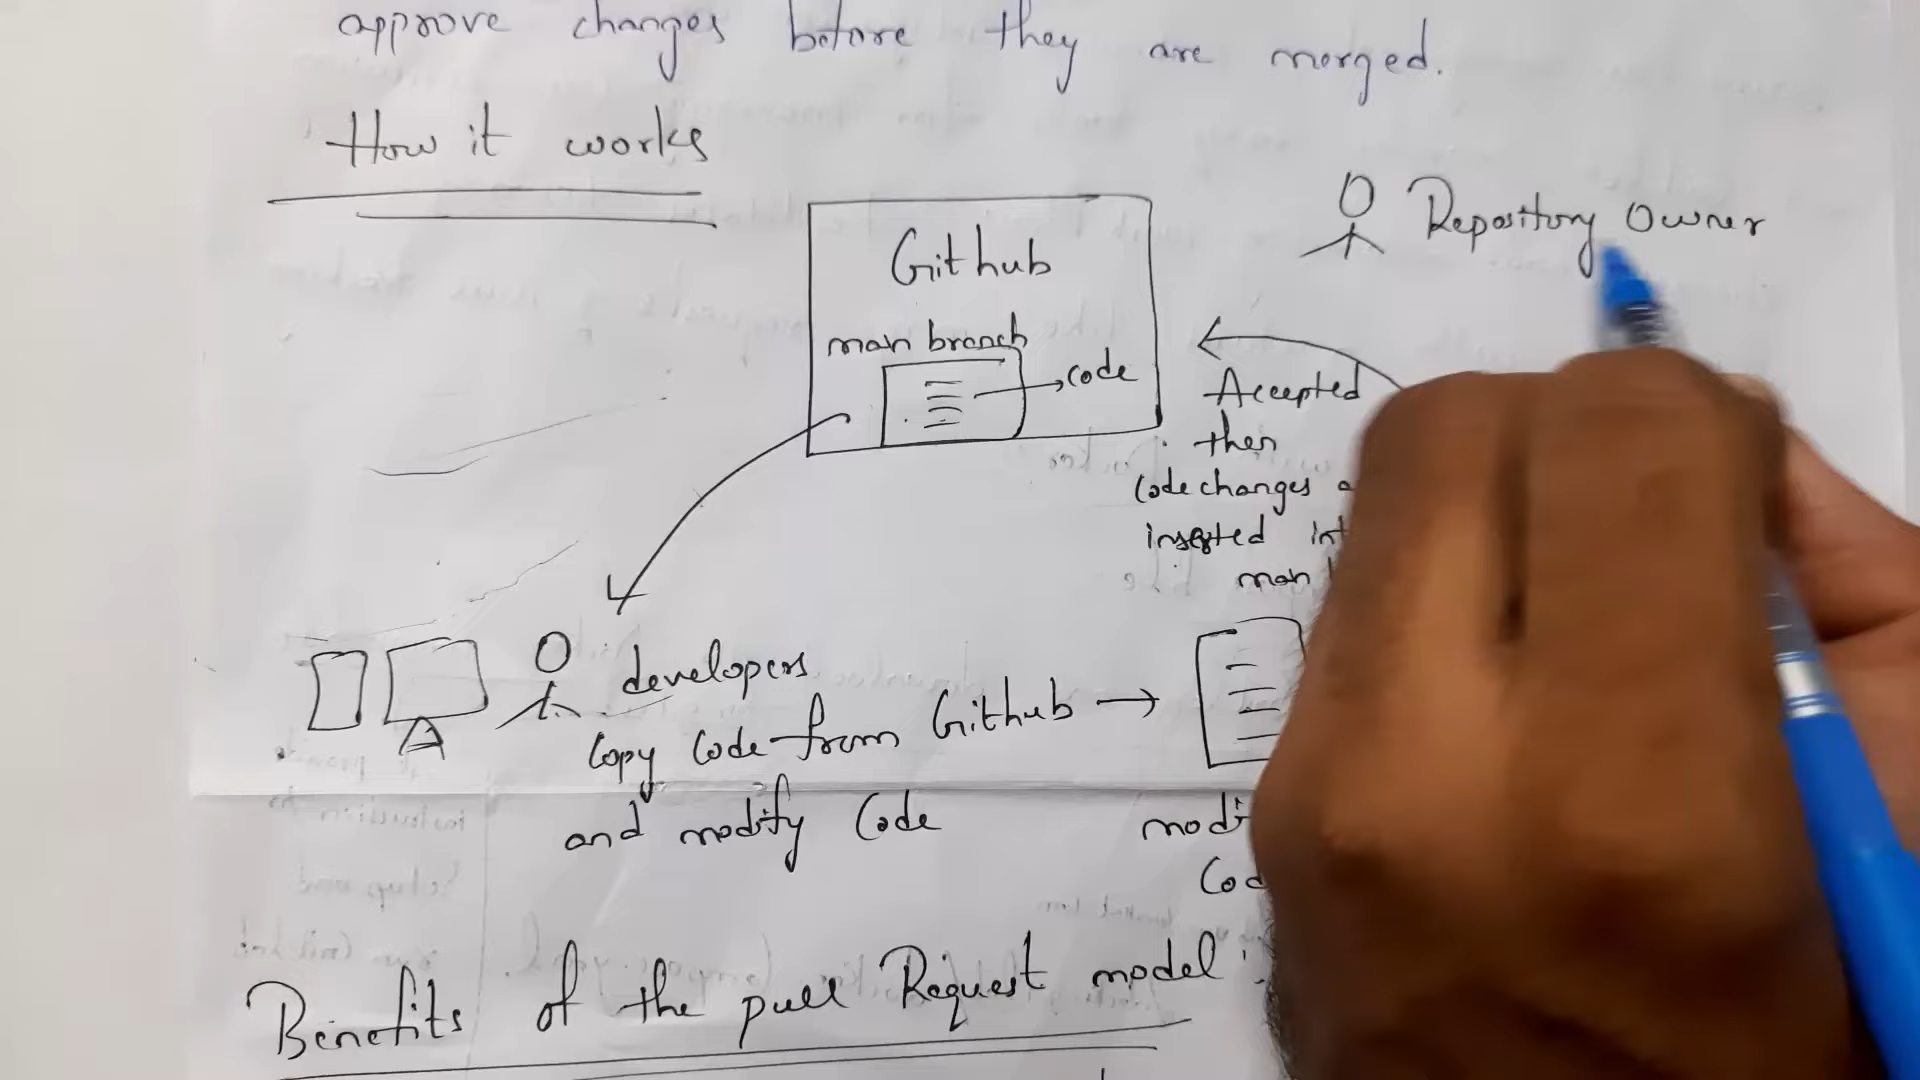 approve changes before they are merged.
How it works
Repository Owner
Github
main branch
code
Accepted
then
Code changes
inserted
developers
Copy Code from Github
and modify Code
Benefits of the pull Request model :